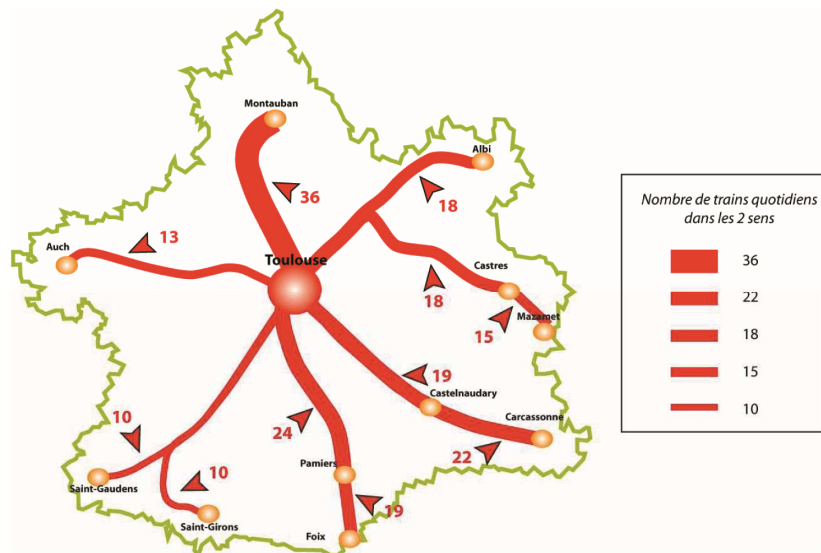 Montauban
Albi
36
18
13
Auch
Toulouse
Castres
18
Mazamet
15
19
Castelnaudary
Carcassonne
10
24
22
Pamiers
10
Saint-Gaudens
19
Saint-Girons
Foix
Nombre de trains quotidiens
dans les 2 sens
36
22
18
15
10